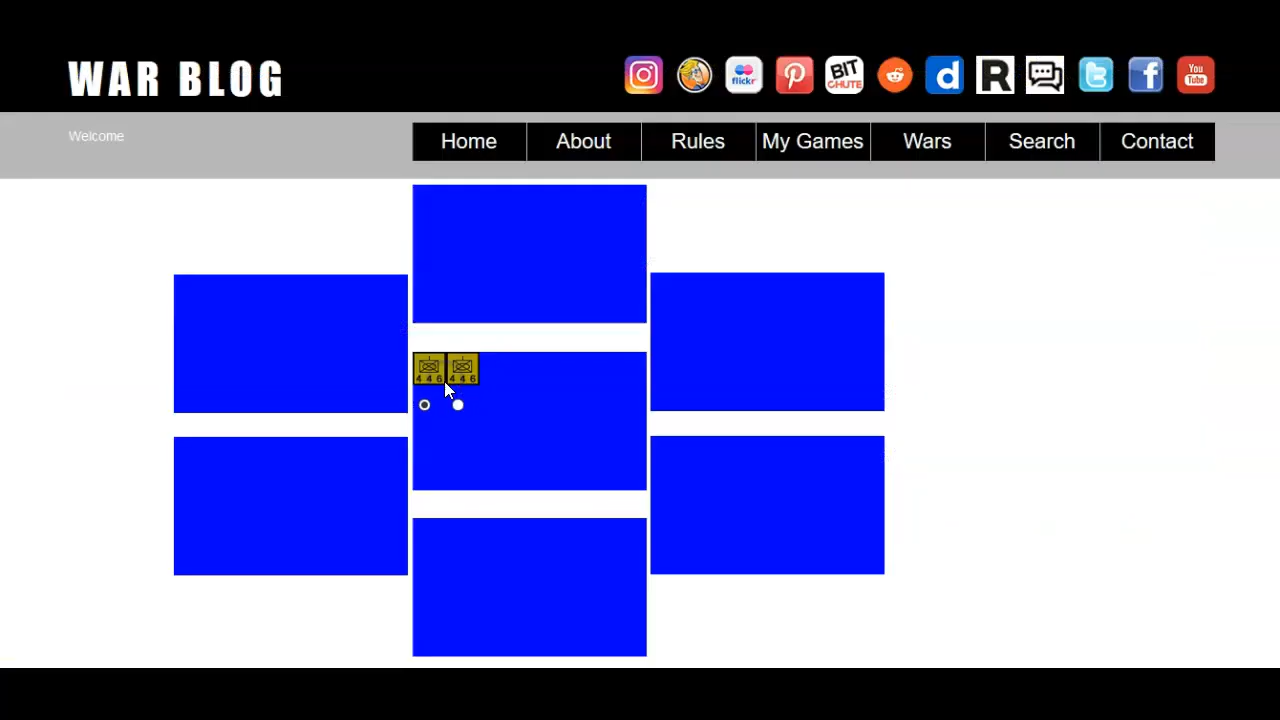 WAR BLOG
flickr
BIT
CHUTE
d
R
You
Tube
Welcome
Home About Rules My Games Wars Search Contact
4 4 6 4 4 6